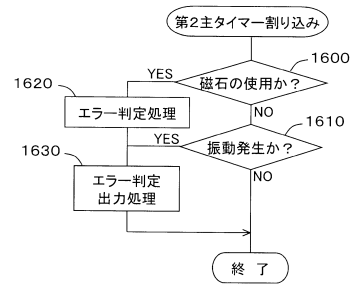 第2主タイマー割り込み
1600
YES
磁石の使用か?
1620
NO
エラー判定処理
1610
YES
振動発生か?
1630
NO
エラー判定
出力処理
終 了